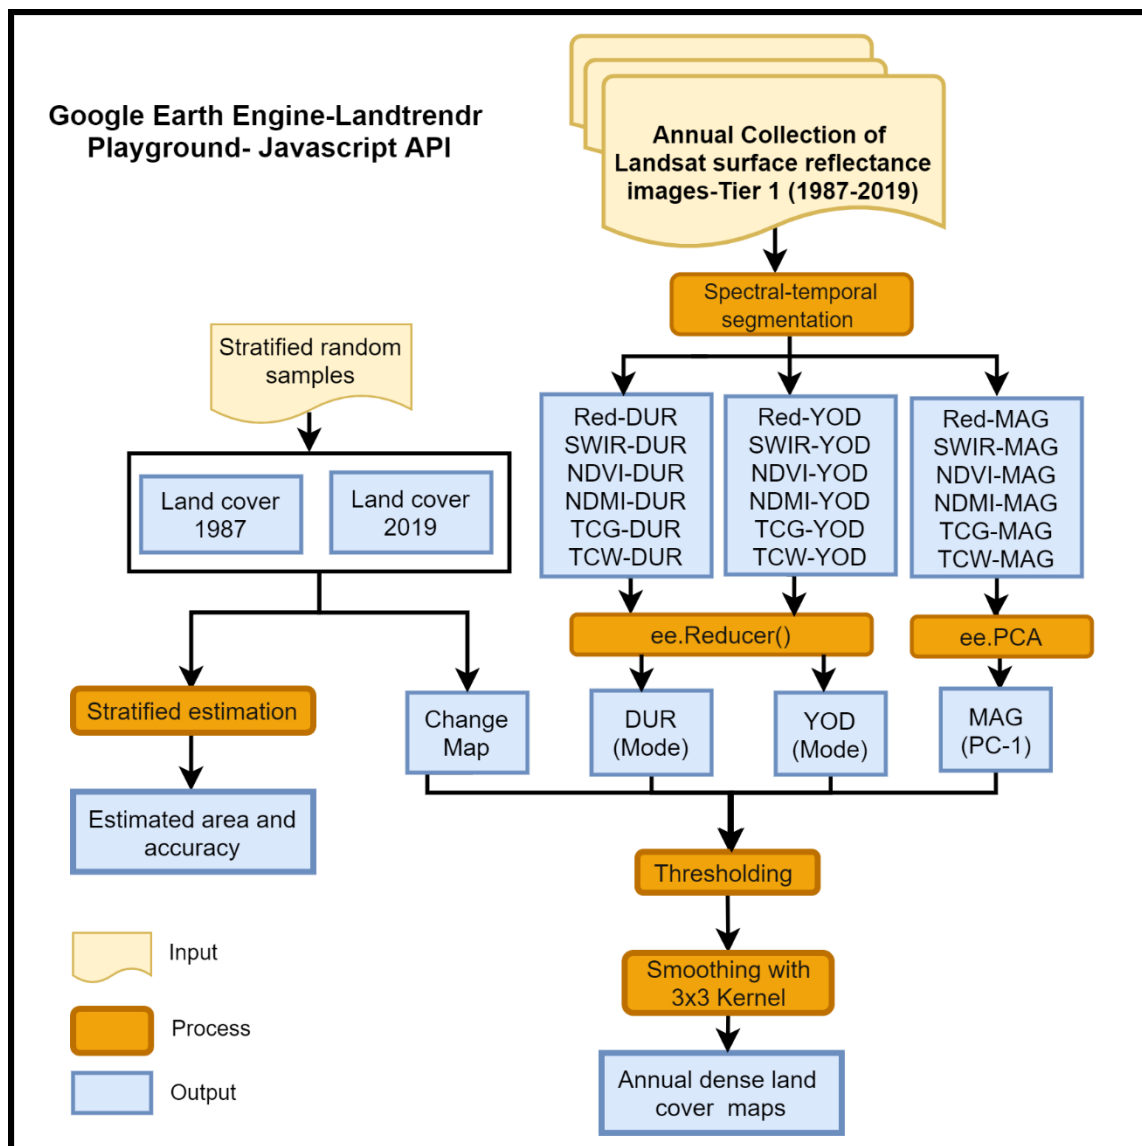 Google Earth Engine-Landtrendr
Playground- Javascript API
Annual Collection of
Landsat surface reflectance
images-Tier 1 (1987-2019)
Spectral-temporal
segmentation
Stratified random
samples
Land cover
1987
Land cover
2019
Red-DUR
SWIR-DUR
NDVI-DUR
NDMI-DUR
TCG-DUR
TCW-DUR
Red-YOD
SWIR-YOD
NDVI-YOD
NDMI-YOD
TCG-YOD
TCW-YOD
Red-MAG
SWIR-MAG
NDVI-MAG
NDMI-MAG
TCG-MAG
TCW-MAG
ee.Reducer()
ee.PCA
Stratified estimation
Change
Map
DUR
(Mode)
YOD
(Mode)
MAG
(PC-1)
Estimated area and
accuracy
Thresholding
Smoothing with
3x3 Kernel
Annual dense land
cover maps
Input
Process
Output